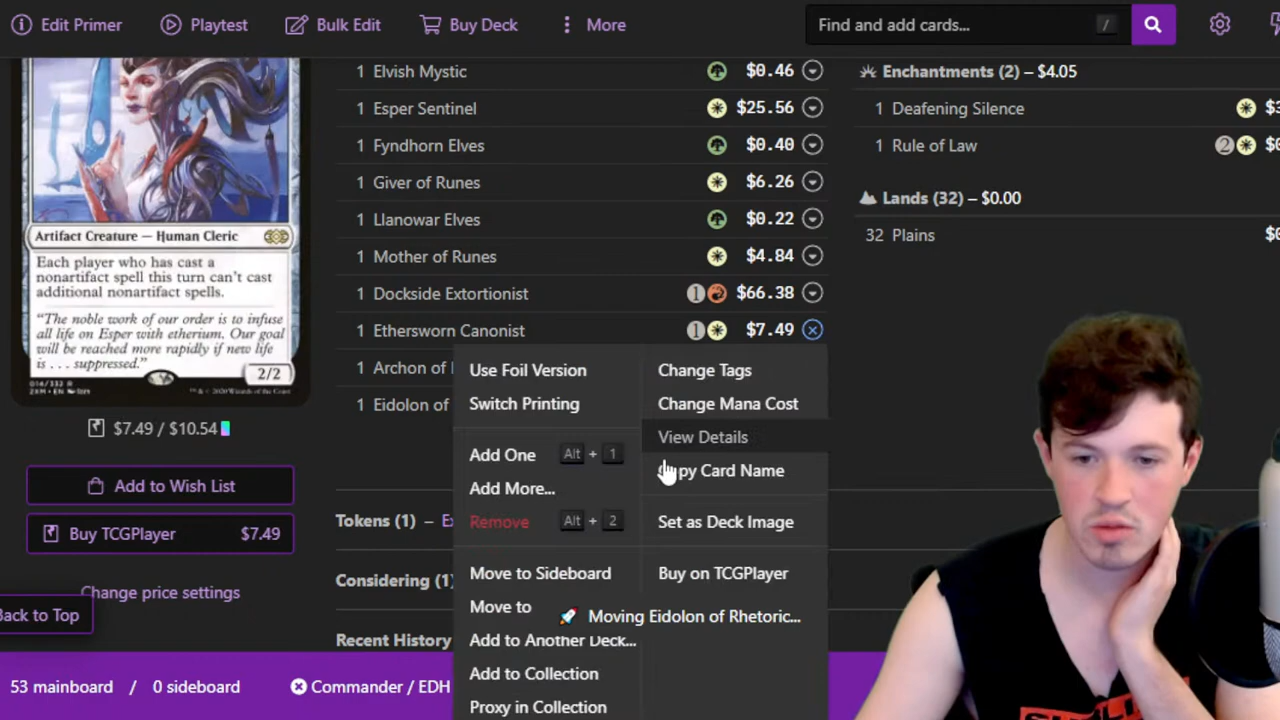 Edit Primer
Playtest
Bulk Edit
Buy Deck
More
Find and add cards... /
Artifact Creature — Human Cleric
Each player who has cast a
nonartifact spell this turn can't cast
additional nonartifact spells.
"The noble work of our order is to infuse
all life on Esper with etherium. Our goal
will be reached more rapidly if new life
is . . . suppressed."
2/2
$7.49 / $10.54
Add to Wish List
Buy TCGPlayer $7.49
Change price settings
Back to Top
1 Elvish Mystic $0.46
1 Esper Sentinel $25.56
1 Fyndhorn Elves $0.40
1 Giver of Runes $6.26
1 Llanowar Elves $0.22
1 Mother of Runes $4.84
1 Dockside Extortionist 1 $66.38
1 Ethersworn Canonist 1 $7.49
1 Archon of
1 Eidolon of
Tokens (1) –
Considering (1)
Recent History
Use Foil Version
Switch Printing
Add One Alt + 1
Add More...
Remove Alt + 2
Move to Sideboard
Move to
Add to Another Deck...
Add to Collection
Proxy in Collection
Change Tags
Change Mana Cost
View Details
py Card Name
Set as Deck Image
Buy on TCGPlayer
Moving Eidolon of Rhetoric...
Enchantments (2) – $4.05
1 Deafening Silence
1 Rule of Law 2
Lands (32) – $0.00
32 Plains
53 mainboard / 0 sideboard
Commander / EDH